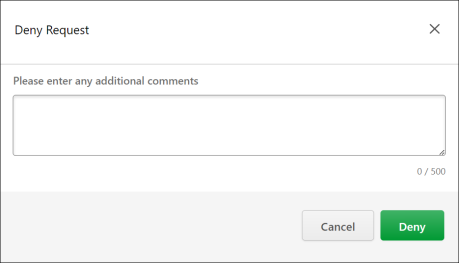 Deny Request
Please enter any additional comments
0 / 500
Cancel
Deny